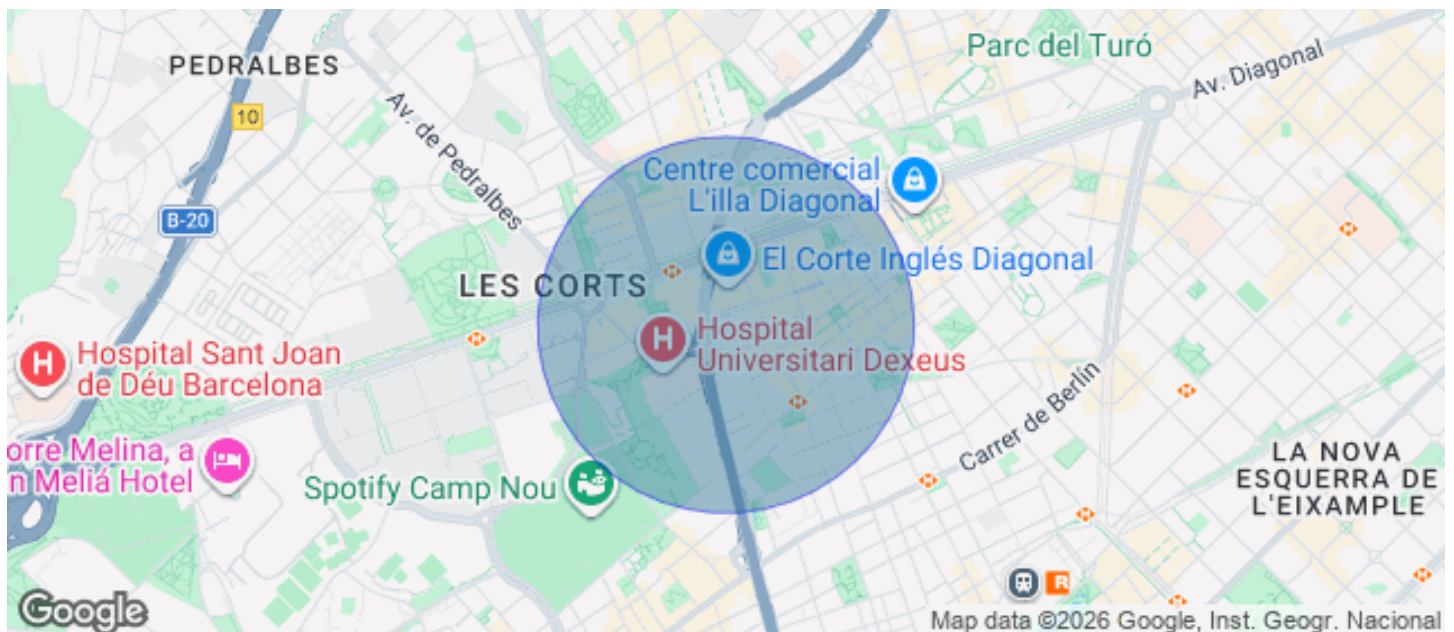 Parc del Turó
PEDRALBES
Av. Diagonal
10
Av. de Pedralbes
Centre comercial
L'illa Diagonal
B-20
El Corte Inglés Diagonal
LES CORTS
Hospital
Universitari Dexeus
H
H
Hospital Sant Joan
de Déu Barcelona
Carrer de Berlín
orre Melina, a
n Meliá Hotel
Spotify Camp Nou
LA NOVA
ESQUERRA DE
L'EIXAMPLE
R
Google
Map data ©2026 Google, Inst. Geogr. Nacional